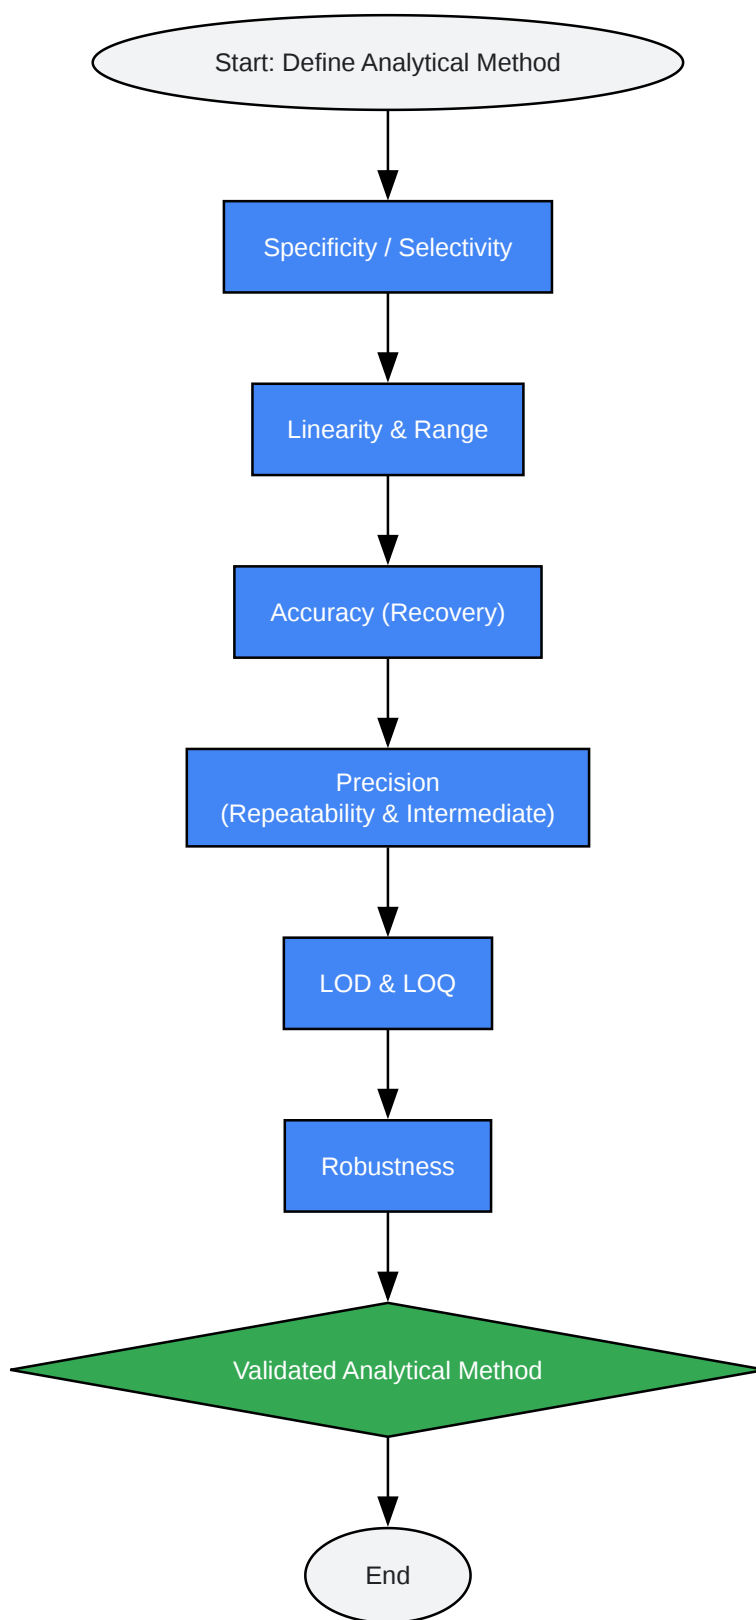 Start: Define Analytical Method
Specificity / Selectivity
Linearity & Range
Accuracy (Recovery)
Precision
(Repeatability & Intermediate)
LOD & LOQ
Robustness
Validated Analytical Method
End